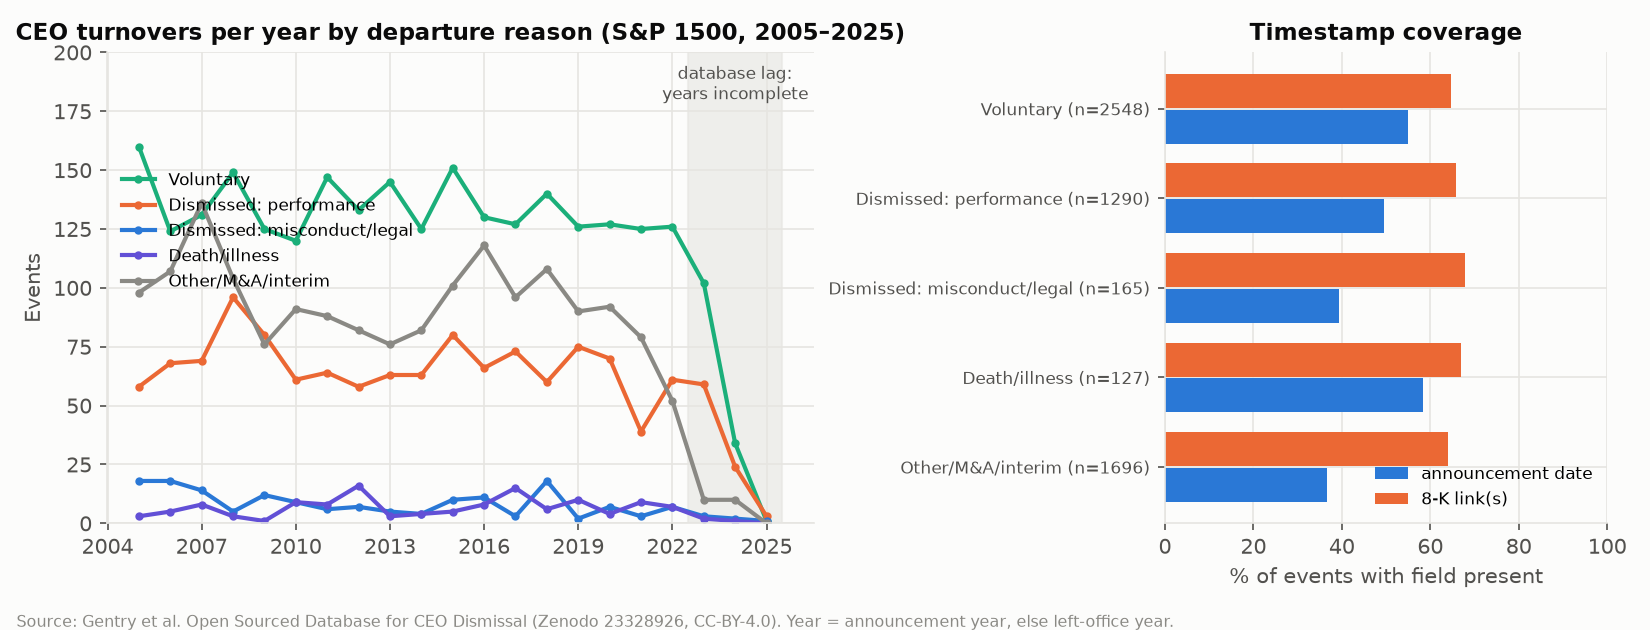 CEO turnovers per year by departure reason (S&P 1500, 2005–2025)
Events
200
175
150
125
100
75
50
25
0
2004
2007
2010
2013
2016
2019
2022
2025
database lag:
years incomplete
Voluntary
Dismissed: performance
Dismissed: misconduct/legal
Death/illness
Other/M&A/interim
Timestamp coverage
Voluntary (n=2548)
Dismissed: performance (n=1290)
Dismissed: misconduct/legal (n=165)
Death/illness (n=127)
Other/M&A/interim (n=1696)
announcement date
8-K link(s)
0
20
40
60
80
100
% of events with field present
Source: Gentry et al. Open Sourced Database for CEO Dismissal (Zenodo 23328926, CC-BY-4.0). Year = announcement year, else left-office year.